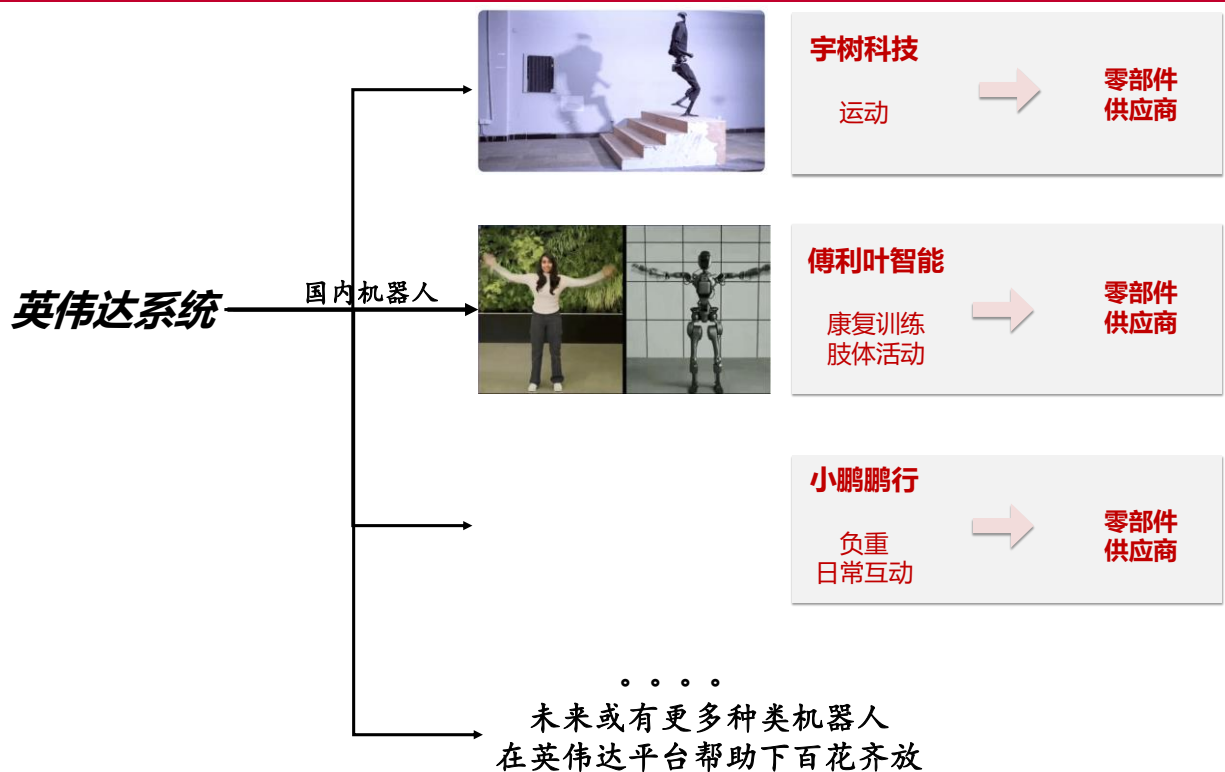 宇树科技
运动
零部件
供应商
英伟达系统
国内机器人
傅利叶智能
康复训练
肢体活动
零部件
供应商
小鹏鹏行
负重
日常互动
零部件
供应商
。。。。
未来或有更多种类机器人
在英伟达平台帮助下百花齐放